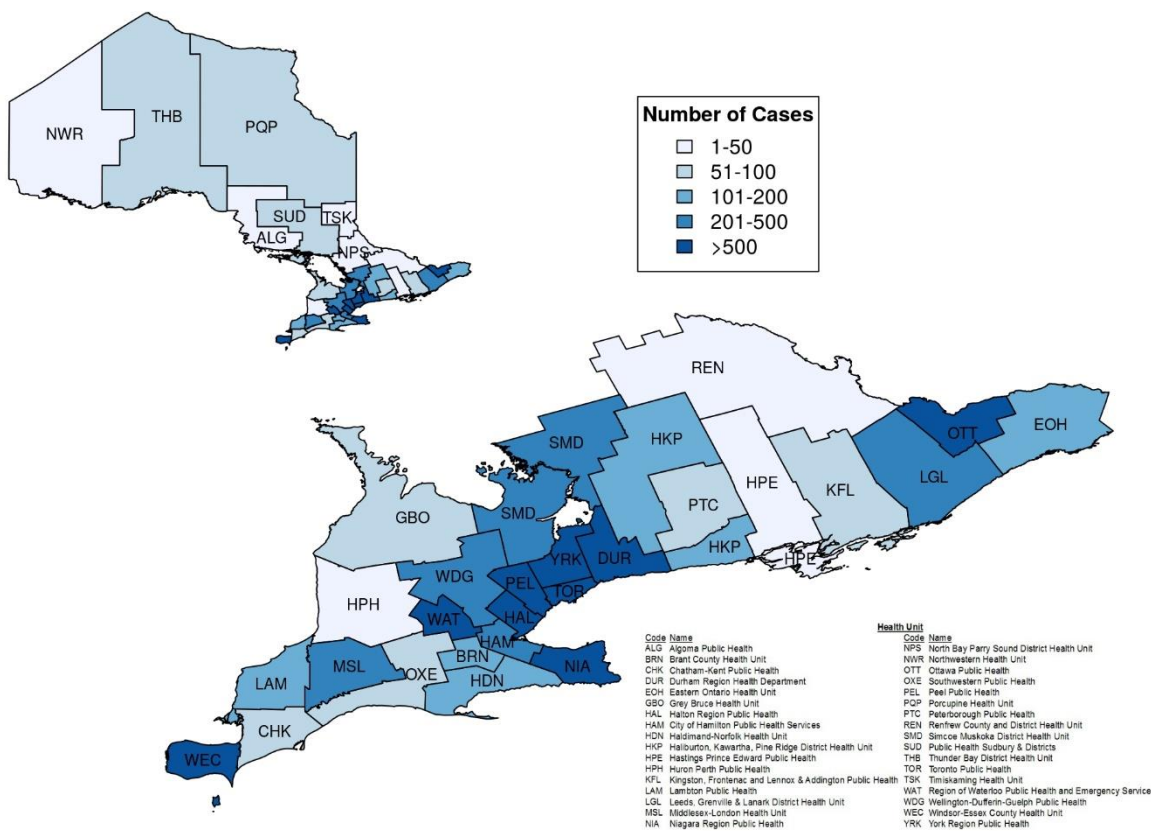 NWR
THB
PQP
SUD
TSK
ALG
NPS
Number of Cases
1-50
51-100
101-200
201-500
>500
REN
SMD
HKP
OTT
EOH
HPE
KFL
LGL
PTC
GBO
SMD
HKP
YRK
DUR
HPE
WDG
PEL
TOR
HPH
WAT
HAL
HAM
MSL
BRN
NIA
LAM
OXE
HDN
CHK
WEC
Health Unit
Code Name
ALG Algoma Public Health
BRN Brant County Health Unit
CHK Chatham-Kent Public Health
DUR Durham Region Health Department
EOH Eastern Ontario Health Unit
GBO Grey Bruce Health Unit
HAL Halton Region Public Health
HAM City of Hamilton Public Health Services
HDN Haldimand-Norfolk Health Unit
HKP Haliburton, Kawartha, Pine Ridge District Health Unit
HPE Hastings Prince Edward Public Health
HPH Huron Perth Public Health
KFL Kingston, Frontenac and Lennox & Addington Public Health
LAM Lambton Public Health
LGL Leeds, Grenville & Lanark District Health Unit
MSL Middlesex-London Health Unit
NIA Niagara Region Public Health
Code Name
NPS North Bay Parry Sound District Health Unit
NWR Northwestern Health Unit
OTT Ottawa Public Health
OXE Southwestern Public Health
PEL Peel Public Health
PQP Porcupine Health Unit
PTC Peterborough Public Health
REN Renfrew County and District Health Unit
SMD Simcoe Muskoka District Health Unit
SUD Public Health Sudbury & Districts
THB Thunder Bay District Health Unit
TOR Toronto Public Health
TSK Timiskaming Health Unit
WAT Region of Waterloo Public Health and Emergency Service
WDG Wellington-Dufferin-Guelph Public Health
WEC Windsor-Essex County Health Unit
YRK York Region Public Health